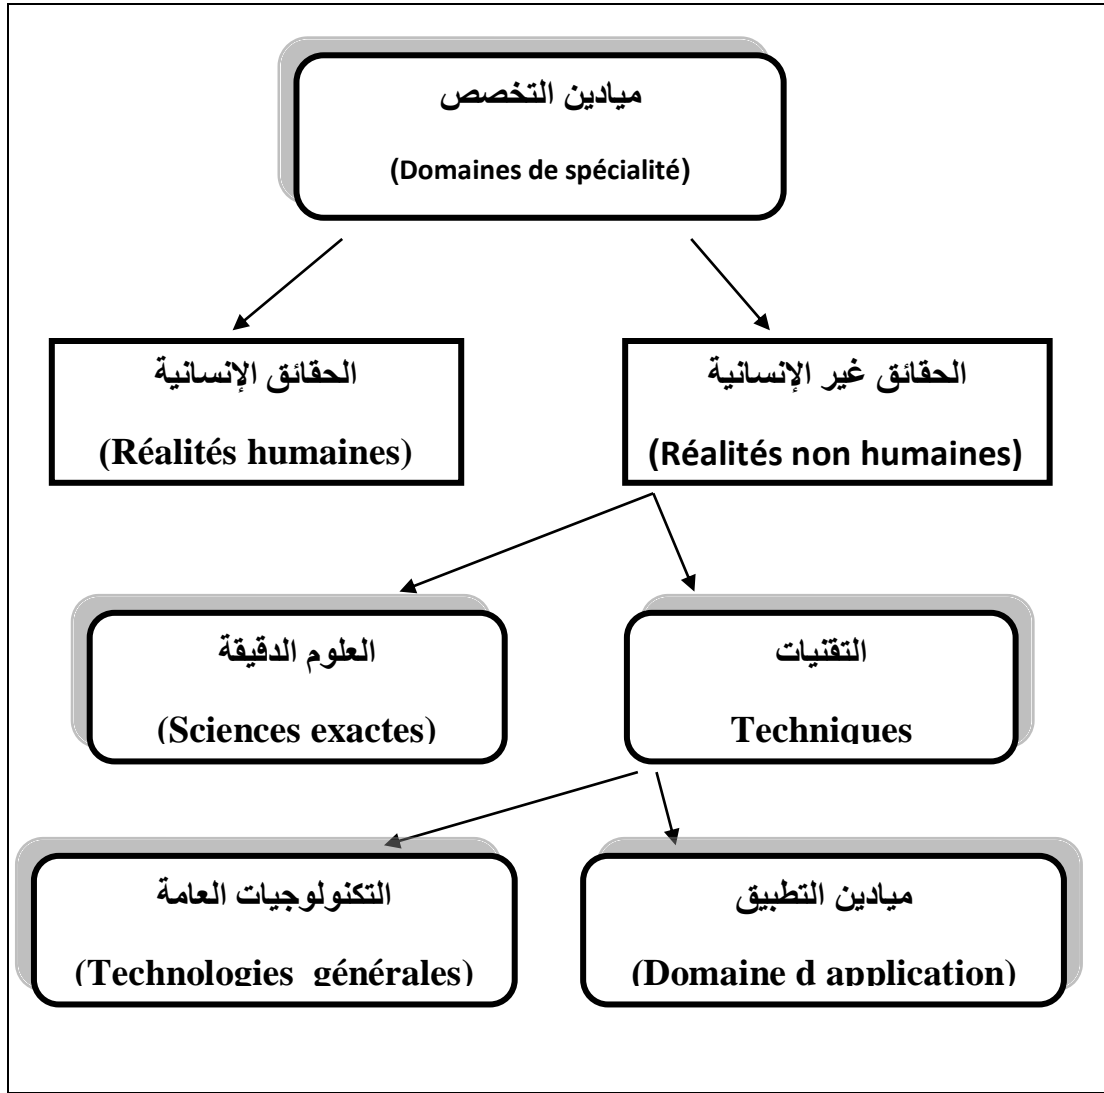 ميادين التخصص
(Domaines de spécialité)
الحقائق غير الإنسانية
(Réalités non humaines)
الحقائق الإنسانية
(Réalités humaines)
التقنيات
Techniques
العلوم الدقيقة
(Sciences exactes)
ميادين التطبيق
(Domaine d application)
التكنولوجيات العامة
(Technologies générales)